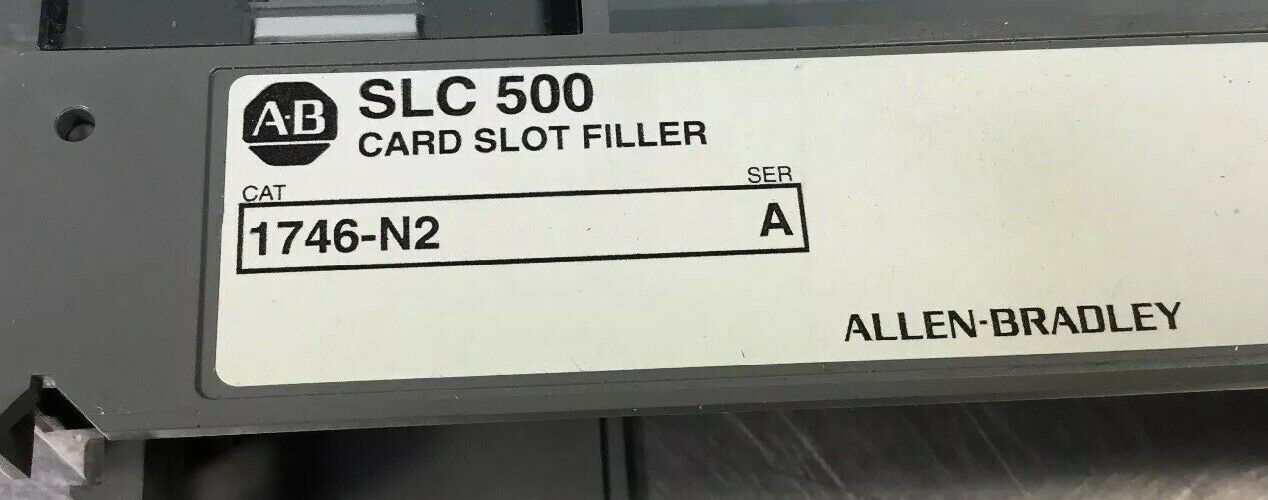 A·B SLC 500
CARD SLOT FILLER
CAT SER
1746-N2 A
ALLEN-BRADLEY